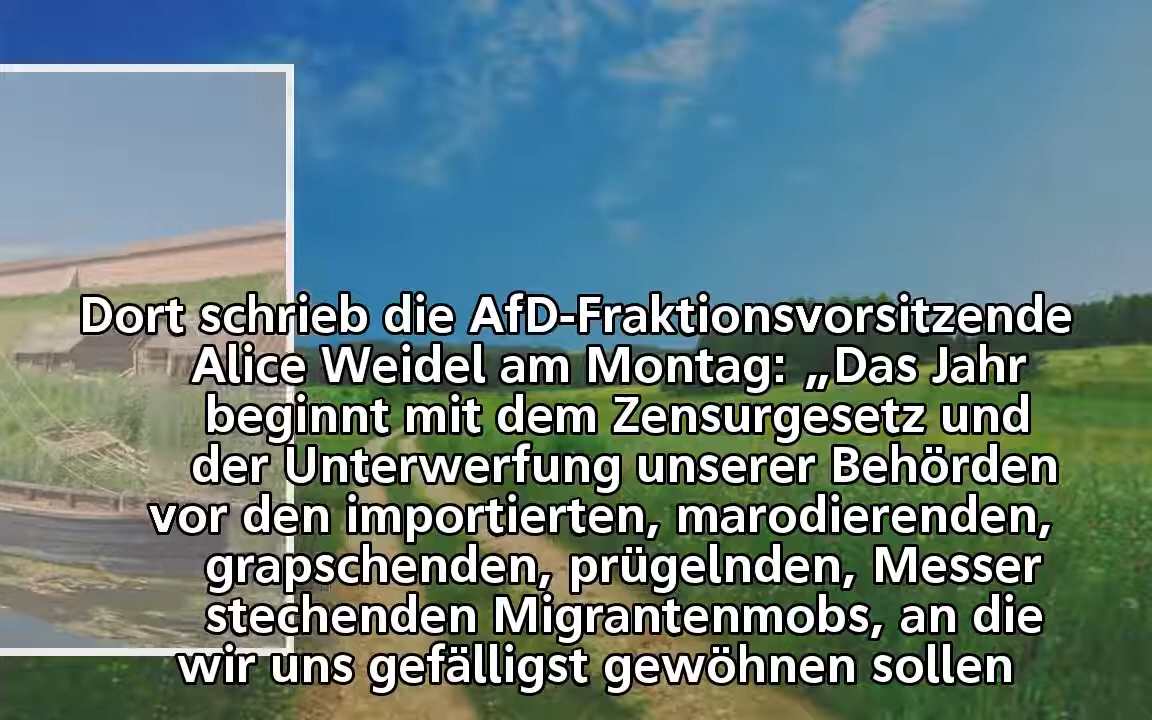 Dort schrieb die AfD-Fraktionsvorsitzende
Alice Weidel am Montag: „Das Jahr
beginnt mit dem Zensurgesetz und
der Unterwerfung unserer Behörden
vor den importierten, marodierenden,
grapschenden, prügelnden, Messer
stechenden Migrantenmobs, an die
wir uns gefälligst gewöhnen sollen